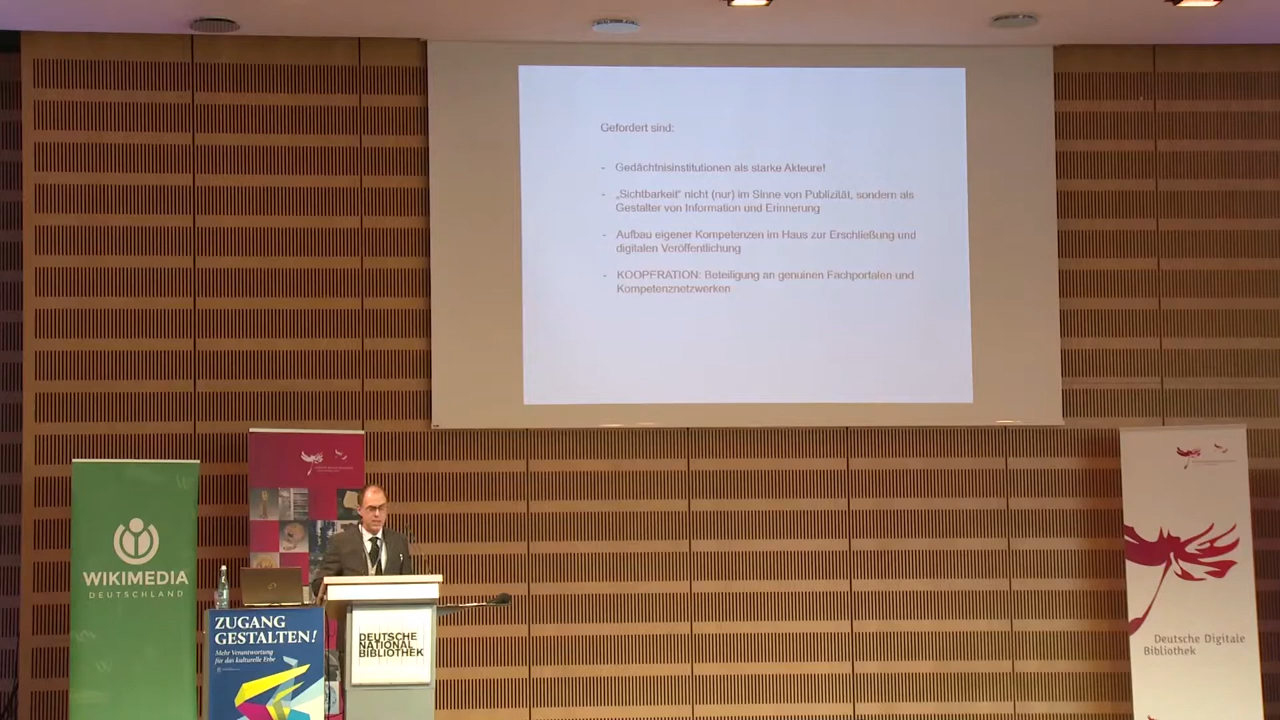 Gefordert sind:
- Gedächtnisinstitutionen als starke Akteure!
- „Sichtbarkeit“ nicht (nur) im Sinne von Publizität, sondern als
Gestalter von Information und Erinnerung
- Aufbau eigener Kompetenzen im Haus zur Erschließung und
digitalen Veröffentlichung
- KOOPERATION: Beteiligung an genuinen Fachportalen und
Kompetenznetzwerken
WIKIMEDIA
DEUTSCHLAND
ZUGANG
GESTALTEN!
Mehr Verantwortung
für das kulturelle Erbe
DEUTSCHE
NATIONAL
BIBLIOTHEK
Deutsche Digitale
Bibliothek